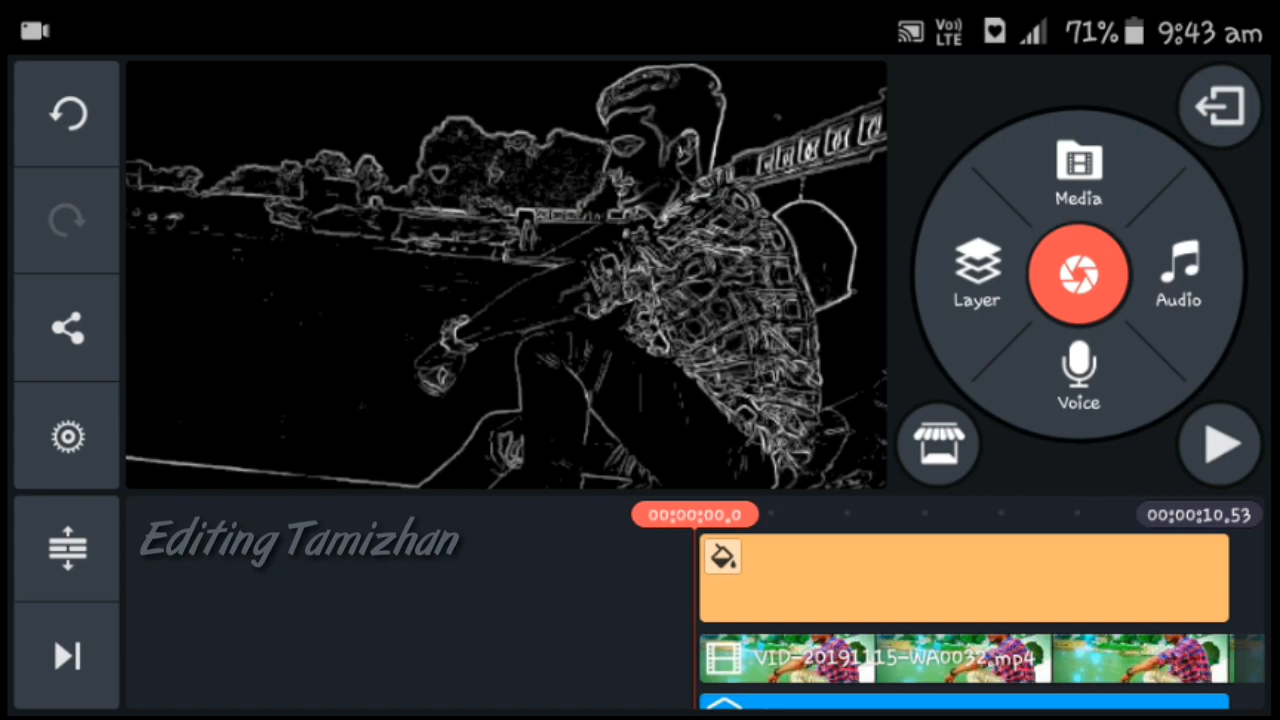 Vo))
LTE
71%
9:43 am
Media
Layer
Audio
Voice
00:00:00.0
00:00:10.53
Editing Tamizhan
VID-20191115-WA0032.mp4